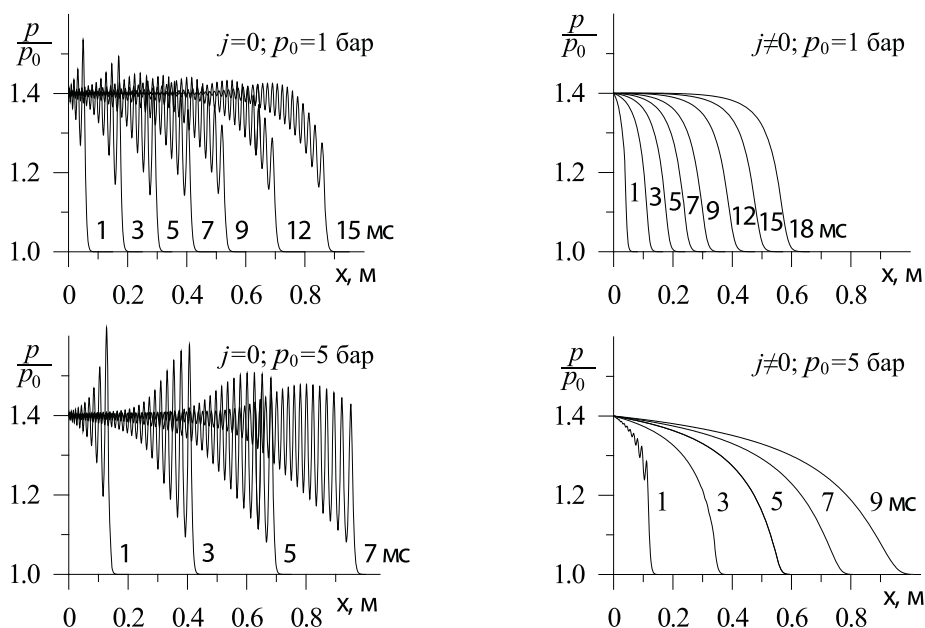 p/p₀
j=0; p₀=1 бар
1.4
1.2
1.0
1 3 5 7 9 12 15 мс
x, м
0 0.2 0.4 0.6 0.8
p/p₀
j≠0; p₀=1 бар
1.4
1.2
1.0
1 3 5 7 9 12 15 18 мс
x, м
0 0.2 0.4 0.6 0.8
p/p₀
j=0; p₀=5 бар
1.4
1.2
1.0
1 3 5 7 мс
x, м
0 0.2 0.4 0.6 0.8
p/p₀
j≠0; p₀=5 бар
1.4
1.2
1.0
1 3 5 7 9 мс
x, м
0 0.2 0.4 0.6 0.8